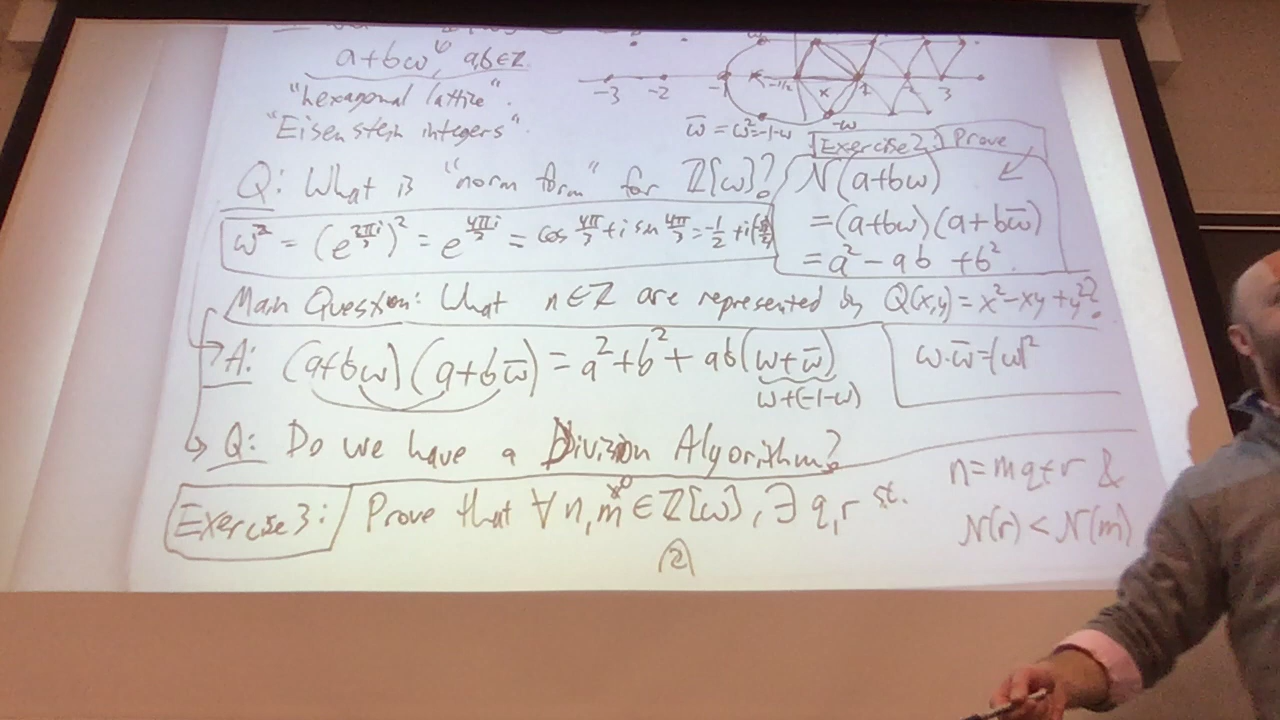 a+bω, a,b∈ℤ.
"hexagonal lattice".
"Eisenstein integers".
-3 -2 -1 -1/2 1 3
ω̄ = ω² = -1-ω
-ω
Exercise 2: Prove
N(a+bω)
=(a+bω)(a+bω̄)
=a²-ab+b².
Q: What is "norm form" for ℤ[ω]?
ω² = (e^(2πi/3))² = e^(4πi/3) = cos 4π/3 + i sin 4π/3 = -1/2 + i(
Main Question: What n∈ℤ are represented by Q(x,y)=x²-xy+y²?
A: (a+bω)(a+bω̄) = a²+b²+ab(ω+ω̄)
ω+(-1-ω)
ω·ω̄=|ω|²
Q: Do we have a Division Algorithm?
Exercise 3: Prove that ∀ n,m≠0 ∈ℤ[ω], ∃ q,r st.
n=mq+r &
N(r) < N(m)
2